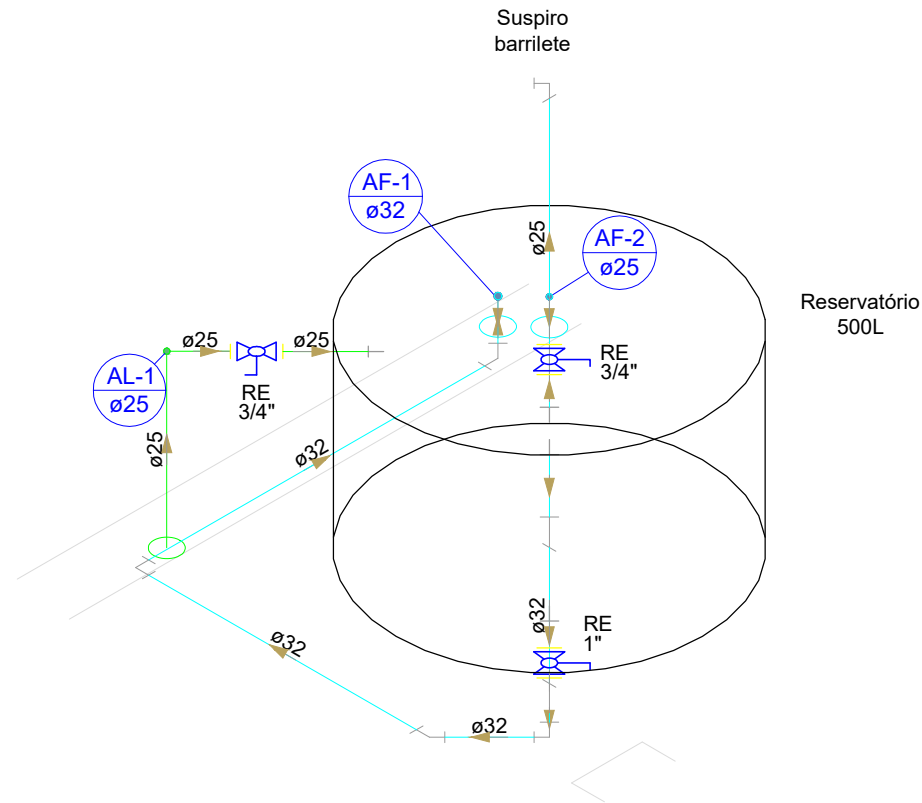 Suspiro
barrilete
AF-1
ø32
ø25
AF-2
ø25
Reservatório
500L
ø25
ø25
RE
3/4"
RE
3/4"
AL-1
ø25
ø25
ø32
ø32
RE
1"
ø32
ø32